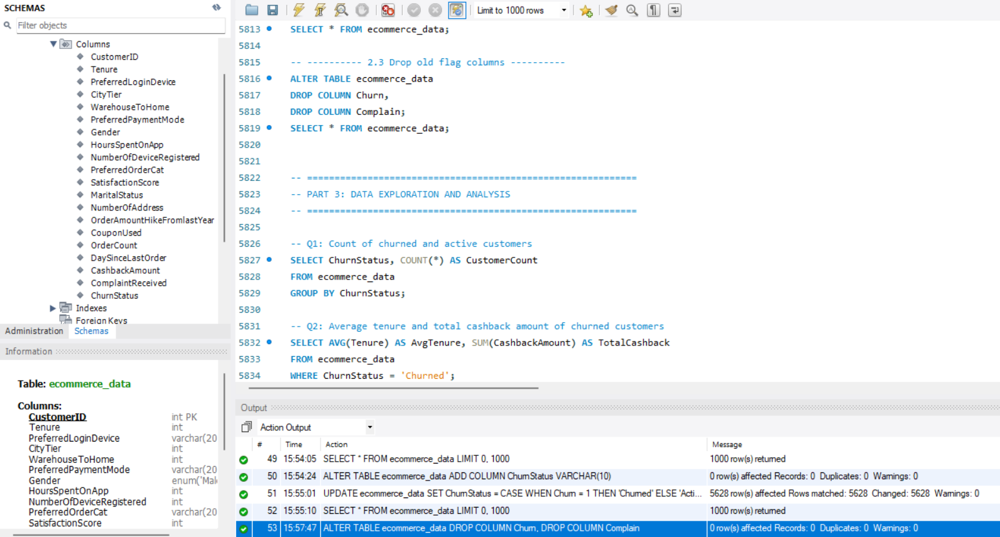 SCHEMAS
Filter objects
Columns
CustomerID
Tenure
PreferredLoginDevice
CityTier
WarehouseToHome
PreferredPaymentMode
Gender
HoursSpentOnApp
NumberOfDeviceRegistered
PreferredOrderCat
SatisfactionScore
MaritalStatus
NumberOfAddress
OrderAmountHikeFromlastYear
CouponUsed
OrderCount
DaySinceLastOrder
CashbackAmount
ComplaintReceived
ChurnStatus
Indexes
Foreign Keys
Administration Schemas
Information
Table: ecommerce_data
Columns:
CustomerID int PK
Tenure int
PreferredLoginDevice varchar(20
CityTier int
WarehouseToHome int
PreferredPaymentMode varchar(20
Gender enum('Mal
HoursSpentOnApp int
NumberOfDeviceRegistered int
PreferredOrderCat varchar(20
SatisfactionScore int
Limit to 1000 rows
5813 SELECT * FROM ecommerce_data;
5814
5815 -- ---------- 2.3 Drop old flag columns ----------
5816 ALTER TABLE ecommerce_data
5817 DROP COLUMN Churn,
5818 DROP COLUMN Complain;
5819 SELECT * FROM ecommerce_data;
5820
5821
5822 -- ============================================================
5823 -- PART 3: DATA EXPLORATION AND ANALYSIS
5824 -- ============================================================
5825
5826 -- Q1: Count of churned and active customers
5827 SELECT ChurnStatus, COUNT(*) AS CustomerCount
5828 FROM ecommerce_data
5829 GROUP BY ChurnStatus;
5830
5831 -- Q2: Average tenure and total cashback amount of churned customers
5832 SELECT AVG(Tenure) AS AvgTenure, SUM(CashbackAmount) AS TotalCashback
5833 FROM ecommerce_data
5834 WHERE ChurnStatus = 'Churned';
Output
Action Output
# Time Action Message
49 15:54:05 SELECT * FROM ecommerce_data LIMIT 0, 1000 1000 row(s) returned
50 15:54:24 ALTER TABLE ecommerce_data ADD COLUMN ChurnStatus VARCHAR(10) 0 row(s) affected Records: 0 Duplicates: 0 Warnings: 0
51 15:55:01 UPDATE ecommerce_data SET ChurnStatus = CASE WHEN Churn = 1 THEN 'Churned' ELSE 'Acti... 5628 row(s) affected Rows matched: 5628 Changed: 5628 Warnings: 0
52 15:55:10 SELECT * FROM ecommerce_data LIMIT 0, 1000 1000 row(s) returned
53 15:57:47 ALTER TABLE ecommerce_data DROP COLUMN Churn, DROP COLUMN Complain 0 row(s) affected Records: 0 Duplicates: 0 Warnings: 0